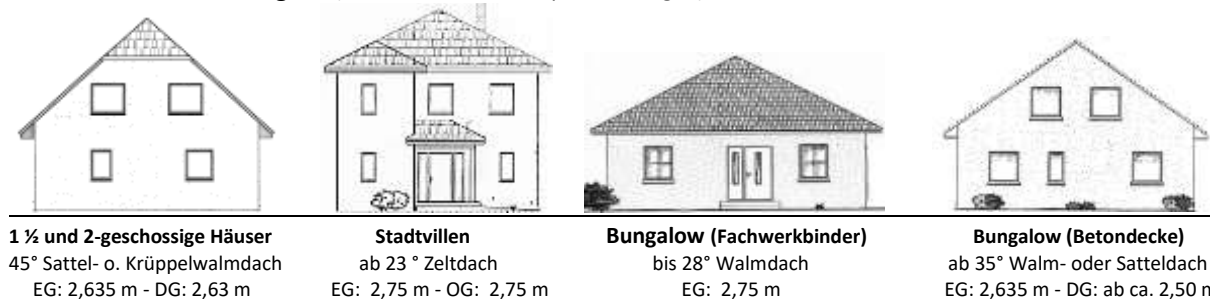 1 ½ und 2-geschossige Häuser
45° Sattel- o. Krüppelwalmdach
EG: 2,635 m - DG: 2,63 m
Stadtvillen
ab 23 ° Zeltdach
EG: 2,75 m - OG: 2,75 m
Bungalow (Fachwerkbinder)
bis 28° Walmdach
EG: 2,75 m
Bungalow (Betondecke)
ab 35° Walm- oder Satteldach
EG: 2,635 m - DG: ab ca. 2,50 m